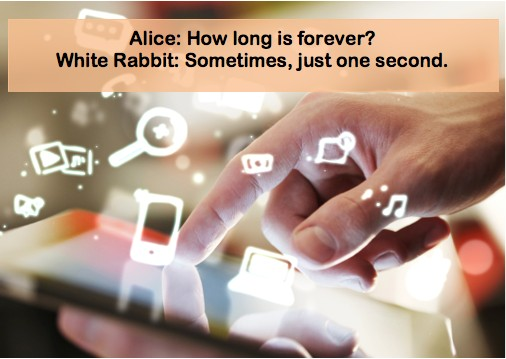 Alice: How long is forever?
White Rabbit: Sometimes, just one second.